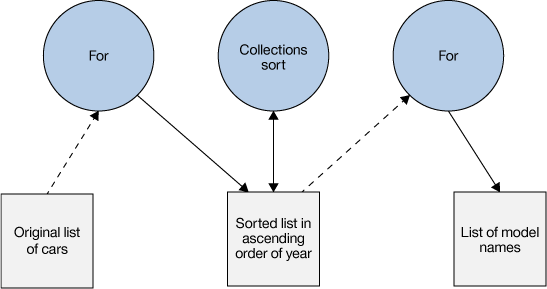 For
Collections
sort
For
Original list
of cars
Sorted list in
ascending
order of year
List of model
names